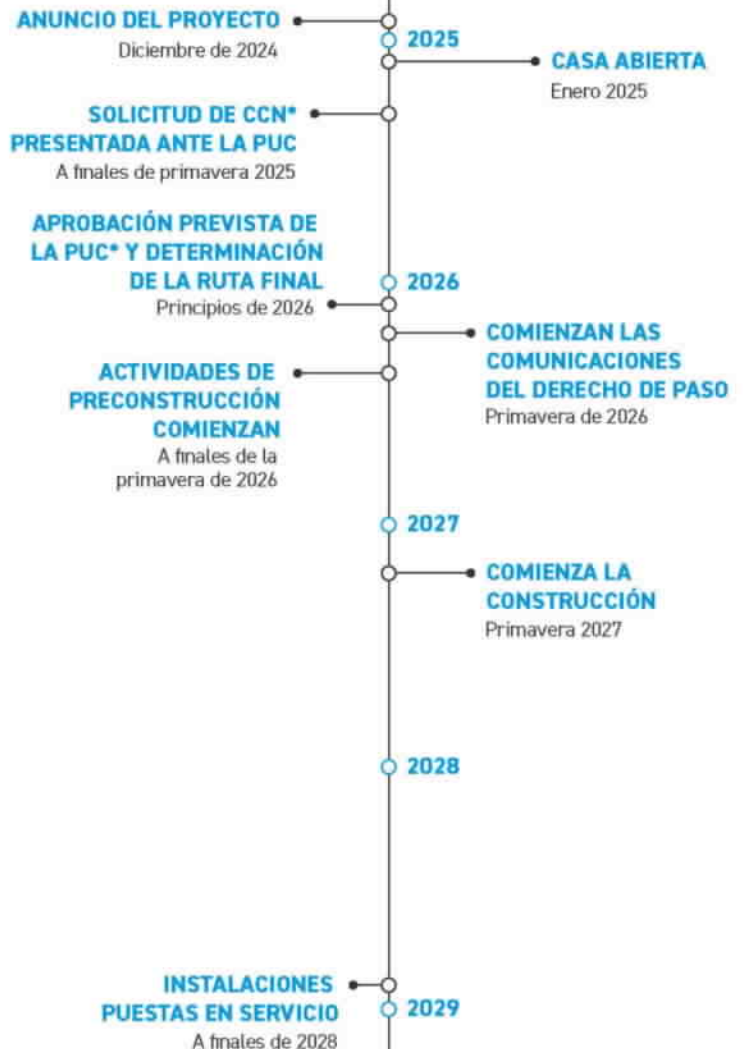 ANUNCIO DEL PROYECTO
Diciembre de 2024
2025
CASA ABIERTA
Enero 2025
SOLICITUD DE CCN*
PRESENTADA ANTE LA PUC
A finales de primavera 2025
APROBACIÓN PREVISTA DE
LA PUC* Y DETERMINACIÓN
DE LA RUTA FINAL
Principios de 2026
2026
COMIENZAN LAS
COMUNICACIONES
DEL DERECHO DE PASO
Primavera de 2026
ACTIVIDADES DE
PRECONSTRUCCIÓN
COMIENZAN
A finales de la
primavera de 2026
2027
COMIENZA LA
CONSTRUCCIÓN
Primavera 2027
2028
INSTALACIONES
PUESTAS EN SERVICIO
A finales de 2028
2029